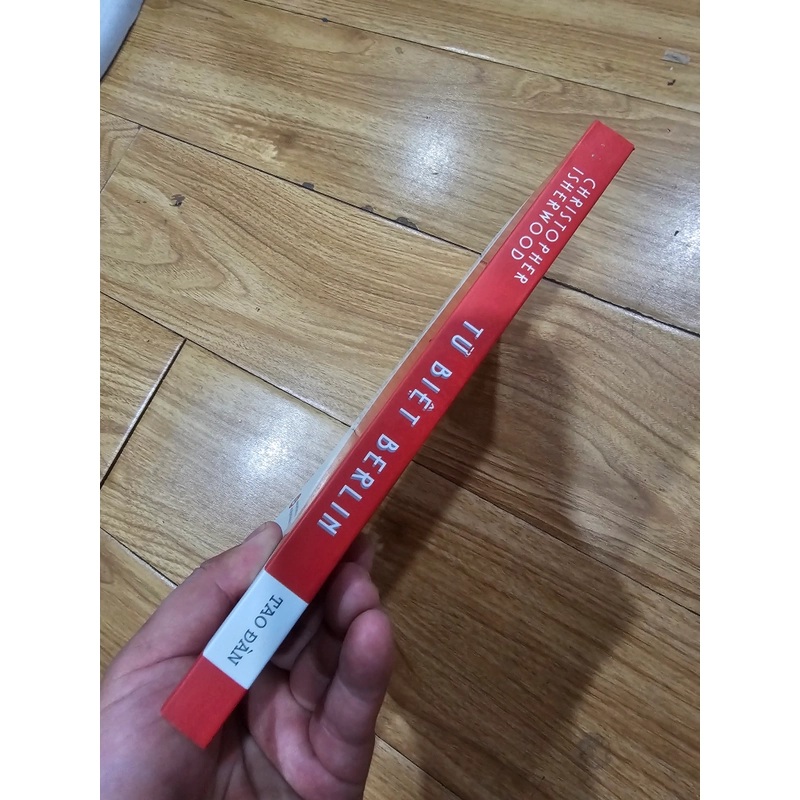 CHRISTOPHER
ISHERWOOD
TỪ BIỆT BERLIN
TAO ĐÀN